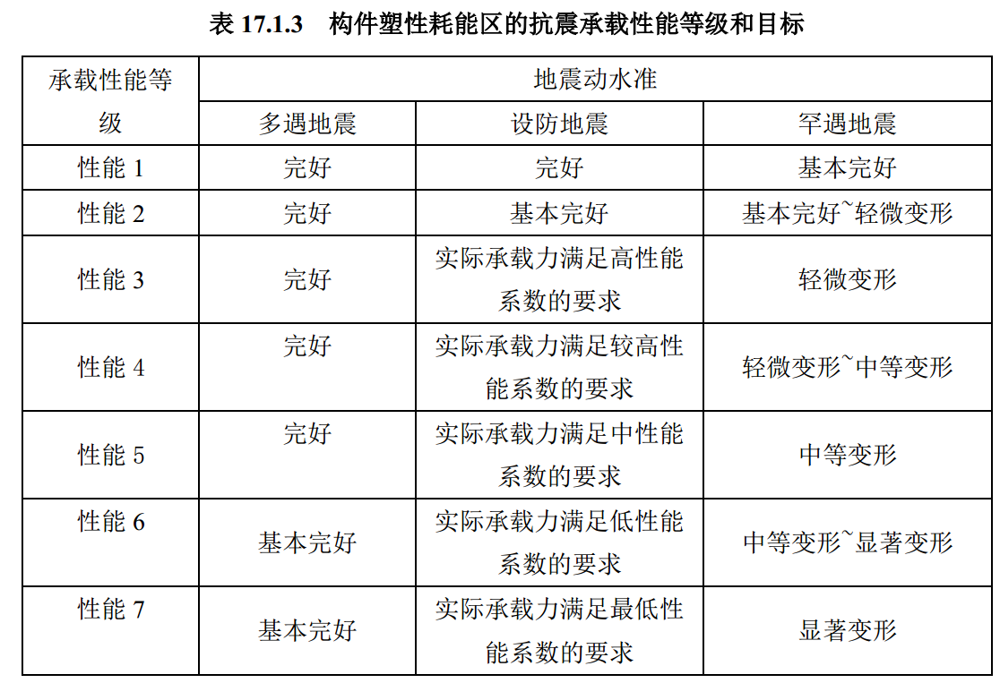 表 17.1.3 构件塑性耗能区的抗震承载性能等级和目标
承载性能等
级
地震动水准
多遇地震
设防地震
罕遇地震
性能 1
完好
完好
基本完好
性能 2
完好
基本完好
基本完好~轻微变形
性能 3
完好
实际承载力满足高性能
系数的要求
轻微变形
性能 4
完好
实际承载力满足较高性
能系数的要求
轻微变形~中等变形
性能 5
完好
实际承载力满足中性能
系数的要求
中等变形
性能 6
基本完好
实际承载力满足低性能
系数的要求
中等变形~显著变形
性能 7
基本完好
实际承载力满足最低性
能系数的要求
显著变形